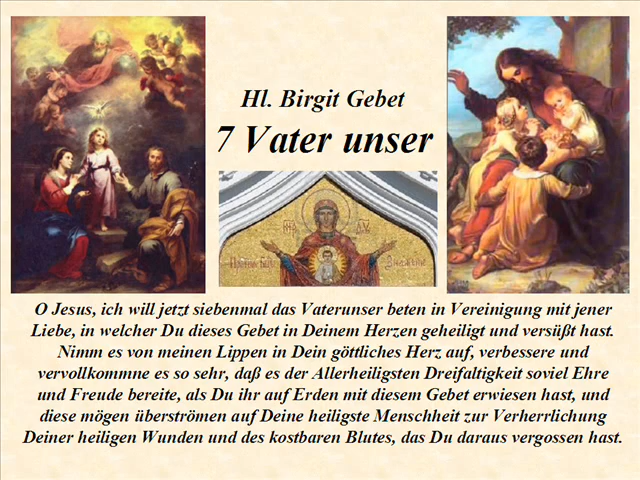 Hl. Birgit Gebet
7 Vater unser
O Jesus, ich will jetzt siebenmal das Vaterunser beten in Vereinigung mit jener
Liebe, in welcher Du dieses Gebet in Deinem Herzen geheiligt und versüßt hast.
Nimm es von meinen Lippen in Dein göttliches Herz auf, verbessere und
vervollkommne es so sehr, daß es der Allerheiligsten Dreifaltigkeit soviel Ehre
und Freude bereite, als Du ihr auf Erden mit diesem Gebet erwiesen hast, und
diese mögen überströmen auf Deine heiligste Menschheit zur Verherrlichung
Deiner heiligen Wunden und des kostbaren Blutes, das Du daraus vergossen hast.